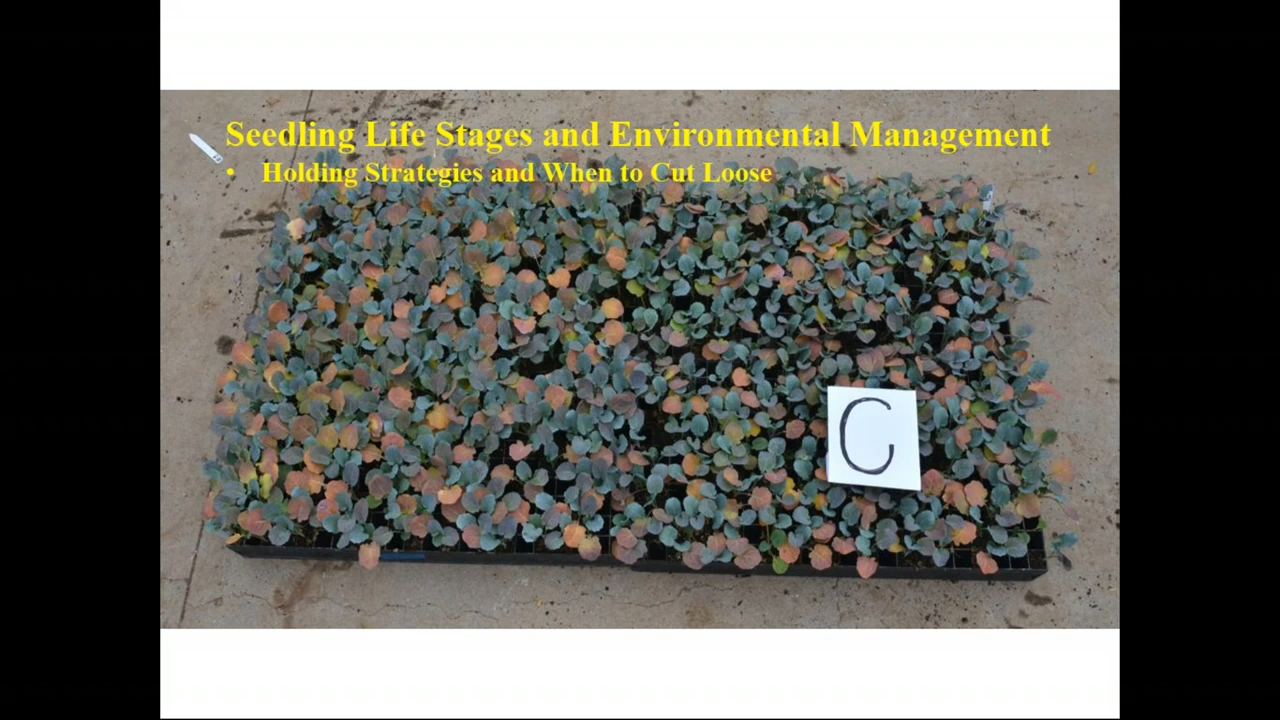 Seedling Life Stages and Environmental Management
• Holding Strategies and When to Cut Loose
C